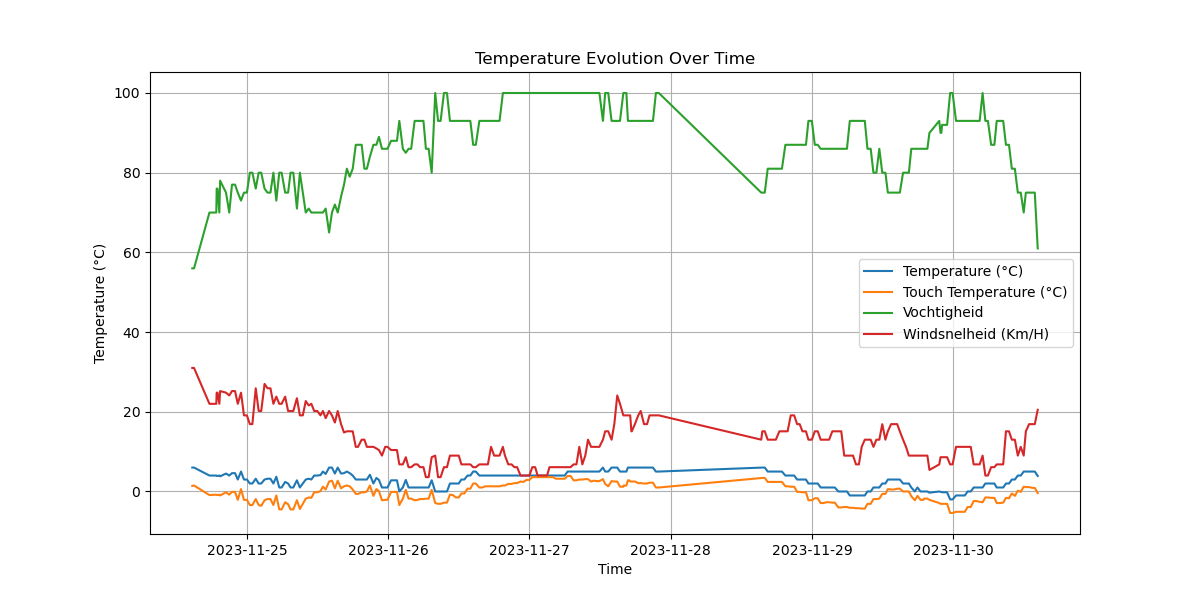 Temperature Evolution Over Time
Temperature (°C)
100
80
60
40
20
0
Temperature (°C)
Touch Temperature (°C)
Vochtigheid
Windsnelheid (Km/H)
2023-11-25
2023-11-26
2023-11-27
2023-11-28
2023-11-29
2023-11-30
Time